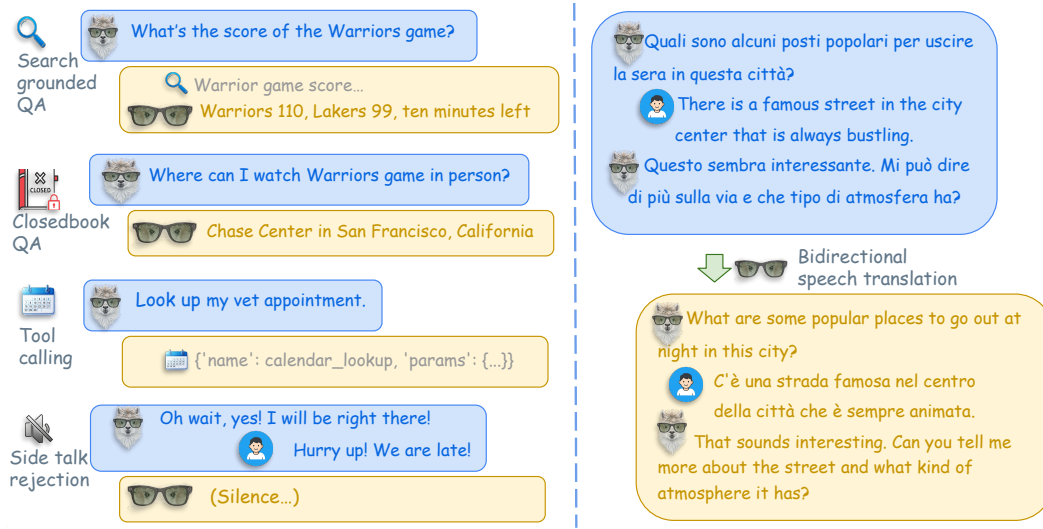 Search
grounded
QA
What's the score of the Warriors game?
Warrior game score...
Warriors 110, Lakers 99, ten minutes left
CLOSED
Closedbook
QA
Where can I watch Warriors game in person?
Chase Center in San Francisco, California
Tool
calling
Look up my vet appointment.
{'name': calendar_lookup, 'params': {...}}
Side talk
rejection
Oh wait, yes! I will be right there!
Hurry up! We are late!
(Silence...)
Quali sono alcuni posti popolari per uscire
la sera in questa città?
There is a famous street in the city
center that is always bustling.
Questo sembra interessante. Mi può dire
di più sulla via e che tipo di atmosfera ha?
Bidirectional
speech translation
What are some popular places to go out at
night in this city?
C'è una strada famosa nel centro
della città che è sempre animata.
That sounds interesting. Can you tell me
more about the street and what kind of
atmosphere it has?